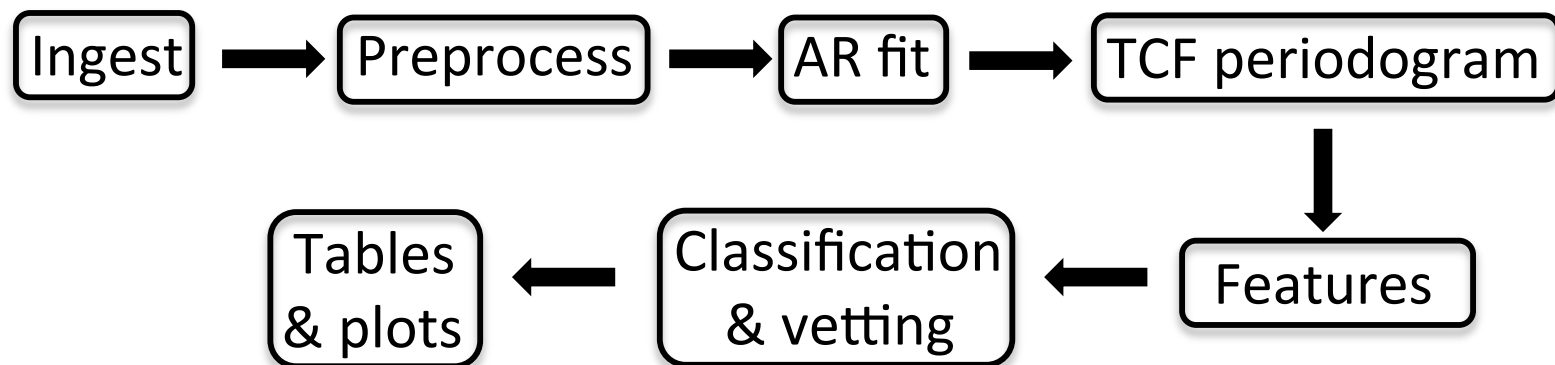 Ingest
Preprocess
AR fit
TCF periodogram
Features
Classification
& vetting
Tables
& plots